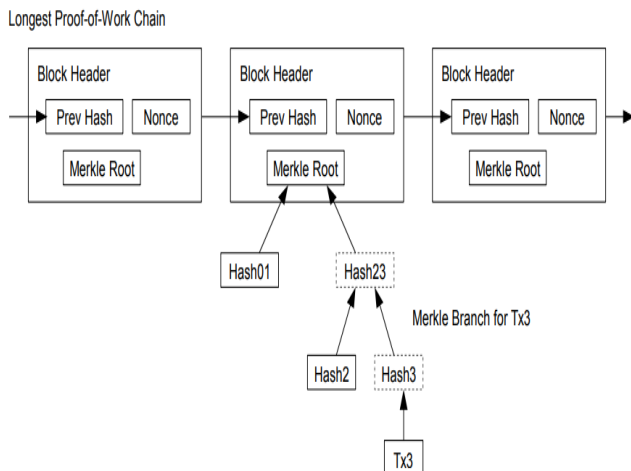 Longest Proof-of-Work Chain
Block Header
Block Header
Block Header
Prev Hash
Nonce
Prev Hash
Nonce
Prev Hash
Nonce
Merkle Root
Merkle Root
Merkle Root
Hash01
Hash23
Merkle Branch for Tx3
Hash2
Hash3
Tx3